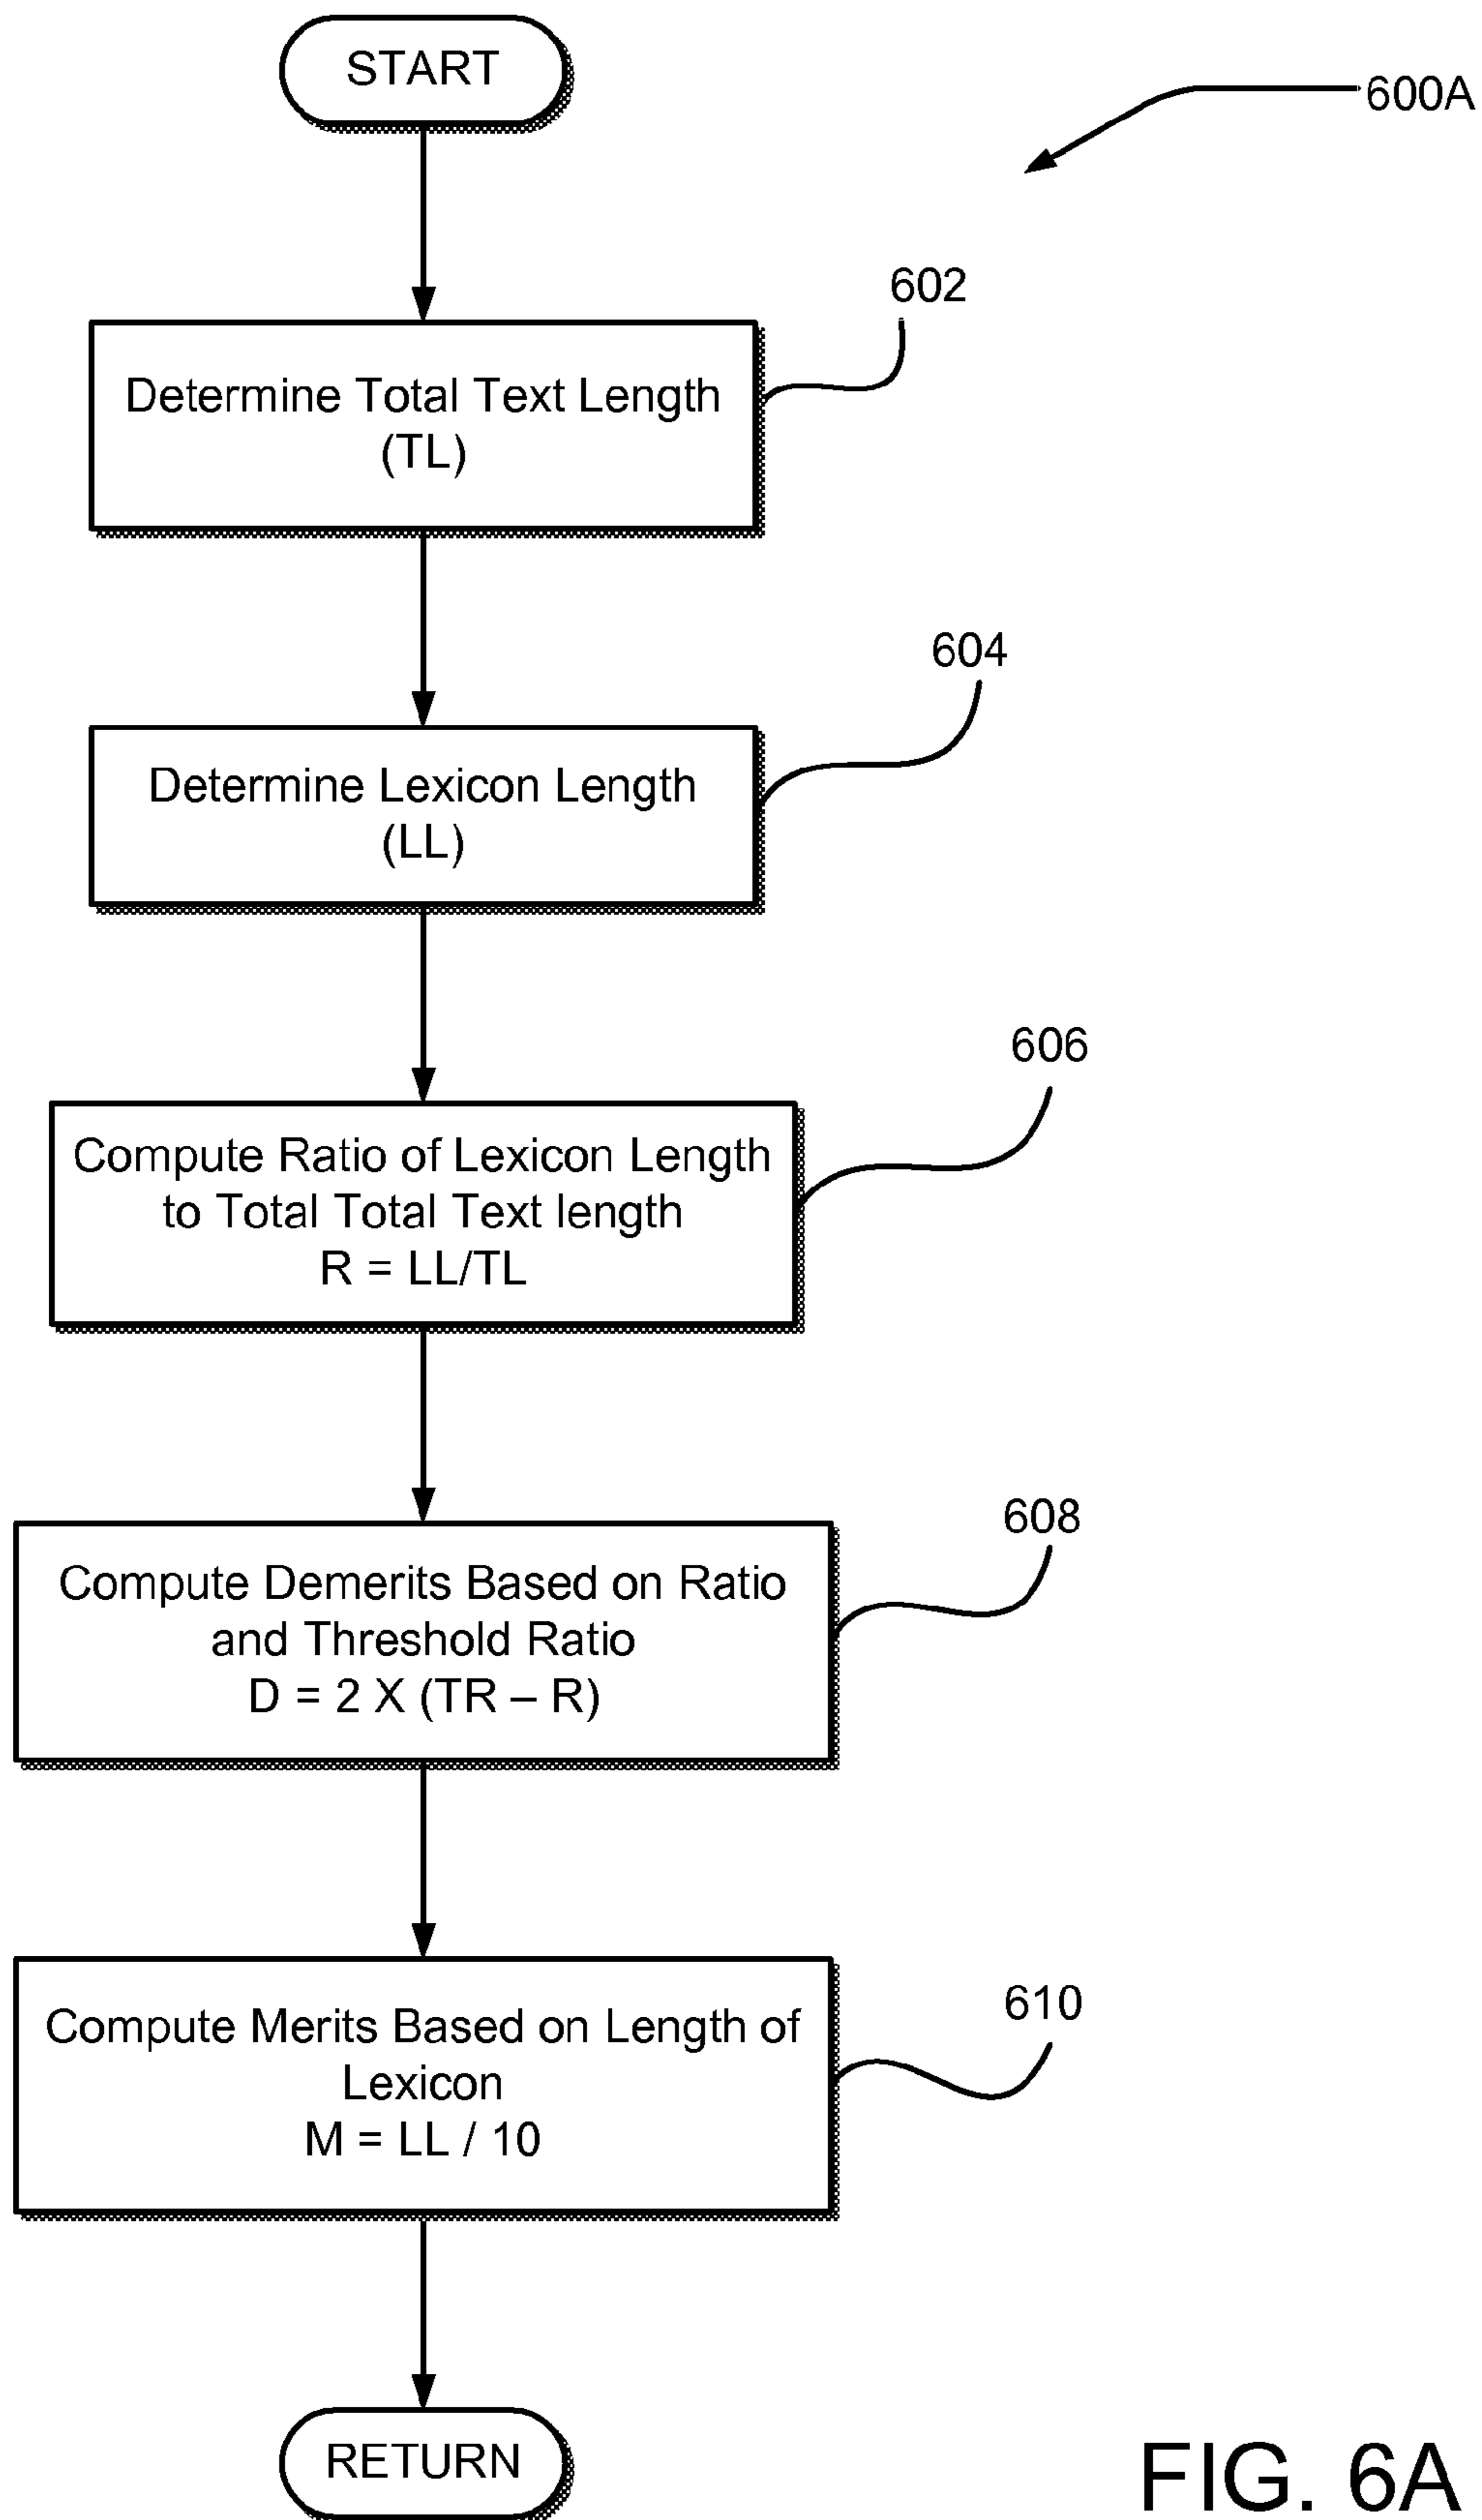 START
600A
602
Determine Total Text Length
(TL)
604
Determine Lexicon Length
(LL)
606
Compute Ratio of Lexicon Length
to Total Total Text length
R = LL/TL
608
Compute Demerits Based on Ratio
and Threshold Ratio
D = 2 X (TR – R)
610
Compute Merits Based on Length of
Lexicon
M = LL / 10
RETURN
FIG. 6A